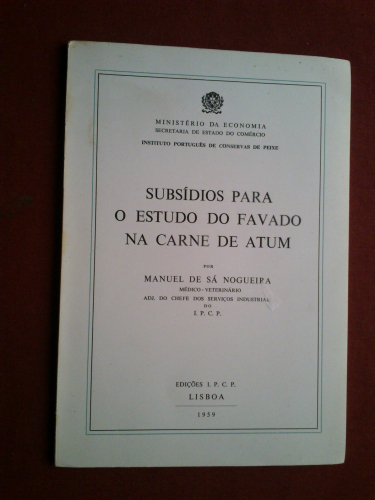 MINISTÉRIO DA ECONOMIA
SECRETARIA DE ESTADO DO COMÉRCIO
INSTITUTO PORTUGUÊS DE CONSERVAS DE PEIXE
SUBSÍDIOS PARA
O ESTUDO DO FAVADO
NA CARNE DE ATUM
POR
MANUEL DE SÁ NOGUEIRA
MÉDICO-VETERINÁRIO
ADJ. DO CHEFE DOS SERVIÇOS INDUSTRIAIS
DO
I. P. C. P.
EDIÇÕES I. P. C. P.
LISBOA
1959